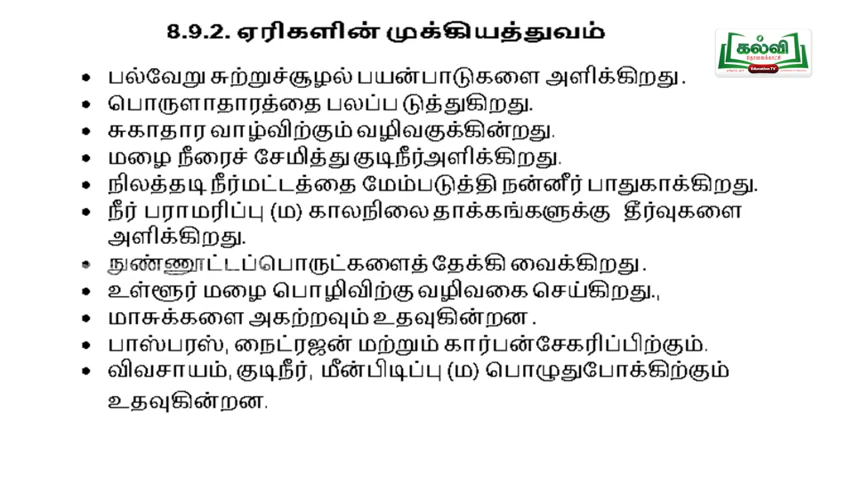 8.9.2. ஏரிகளின் முக்கியத்துவம்
கல்வி
Education TV
• பல்வேறு சுற்றுச்சூழல் பயன்பாடுகளை அளிக்கிறது.
• பொருளாதாரத்தை பலப்ப டுத்துகிறது.
• சுகாதார வாழ்விற்கும் வழிவகுக்கின்றது.
• மழை நீரைச் சேமித்து குடிநீர்அளிக்கிறது.
• நிலத்தடி நீர்மட்டத்தை மேம்படுத்தி நன்னீர் பாதுகாக்கிறது.
• நீர் பராமரிப்பு (ம) காலநிலை தாக்கங்களுக்கு தீர்வுகளை
அளிக்கிறது.
• நுண்ணூட்டப்பொருட்களைத் தேக்கி வைக்கிறது.
• உள்ளூர் மழை பொழிவிற்கு வழிவகை செய்கிறது.,
• மாசுக்களை அகற்றவும் உதவுகின்றன .
• பாஸ்பரஸ், நைட்ரஜன் மற்றும் கார்பன்சேகரிப்பிற்கும்.
• விவசாயம், குடிநீர், மீன்பிடிப்பு (ம) பொழுதுபோக்கிற்கும்
உதவுகின்றன.